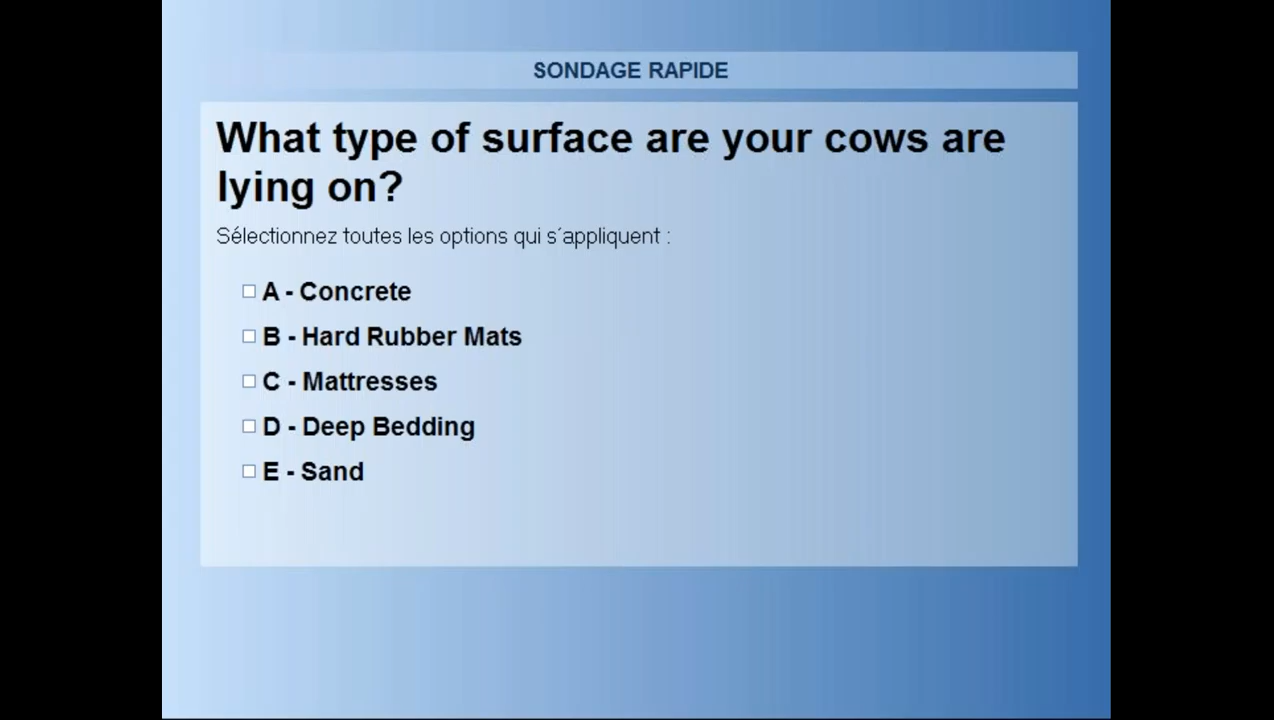 SONDAGE RAPIDE
What type of surface are your cows are
lying on?
Sélectionnez toutes les options qui s´appliquent :
A - Concrete
B - Hard Rubber Mats
C - Mattresses
D - Deep Bedding
E - Sand